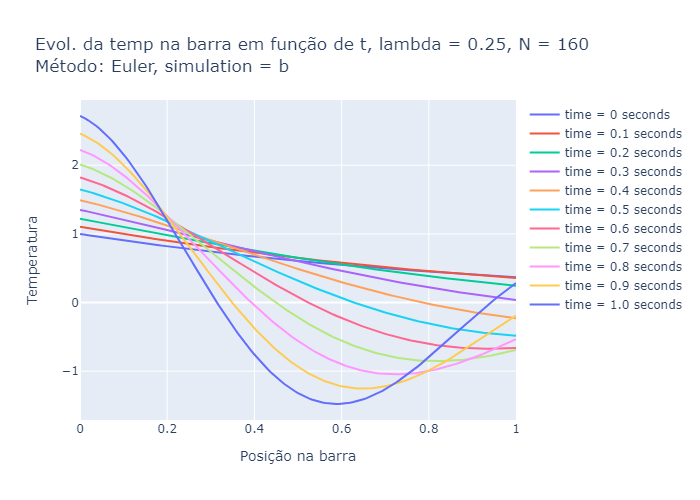 Evol. da temp na barra em função de t, lambda = 0.25, N = 160
Método: Euler, simulation = b
Temperatura
2
1
0
−1
0
0.2
0.4
0.6
0.8
1
Posição na barra
time = 0 seconds
time = 0.1 seconds
time = 0.2 seconds
time = 0.3 seconds
time = 0.4 seconds
time = 0.5 seconds
time = 0.6 seconds
time = 0.7 seconds
time = 0.8 seconds
time = 0.9 seconds
time = 1.0 seconds